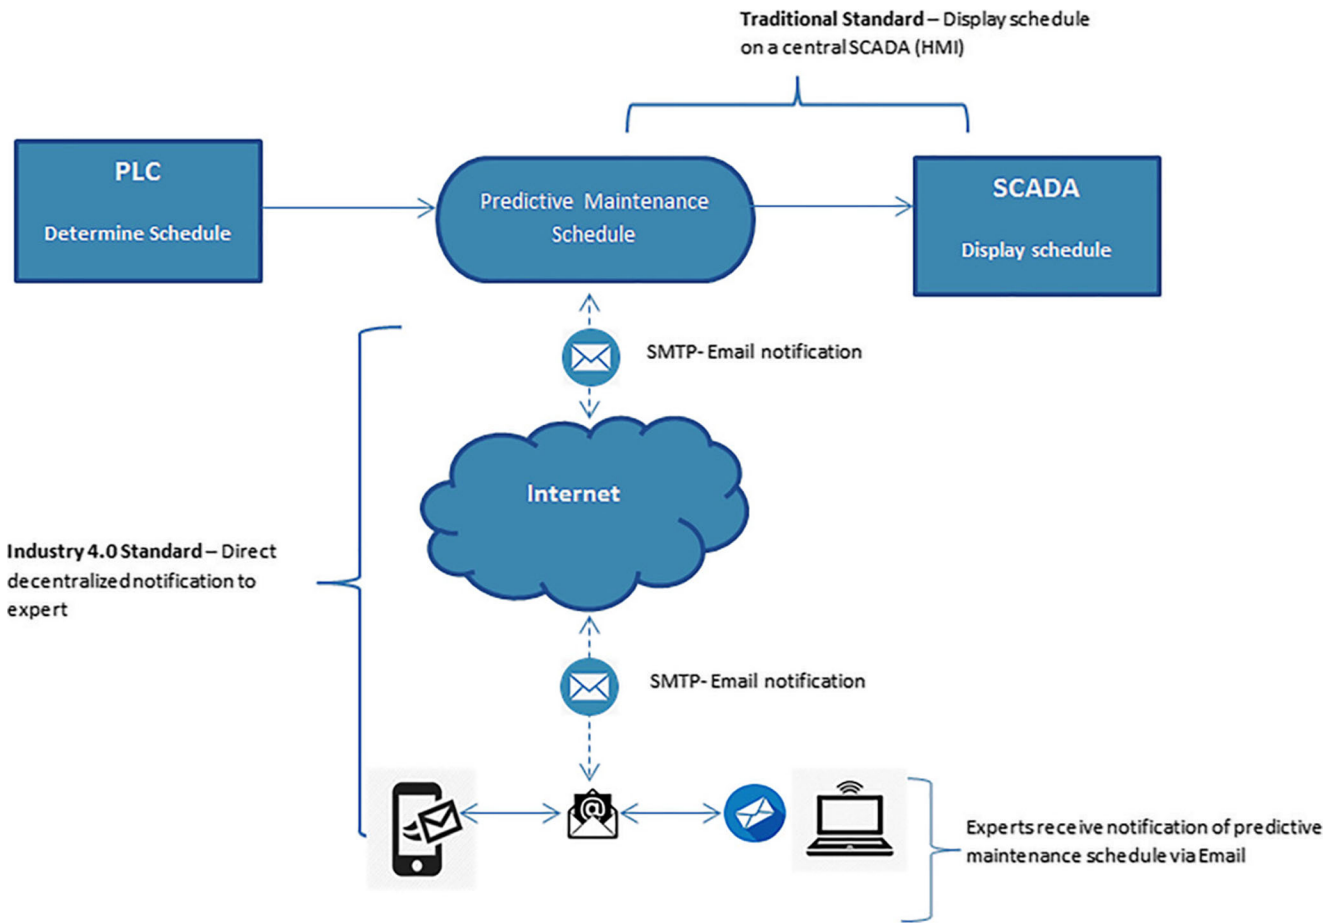 Traditional Standard – Display schedule
on a central SCADA (HMI)
PLC
Determine Schedule
Predictive Maintenance
Schedule
SCADA
Display schedule
SMTP- Email notification
Internet
Industry 4.0 Standard – Direct
decentralized notification to
expert
SMTP- Email notification
@
Experts receive notification of predictive
maintenance schedule via Email